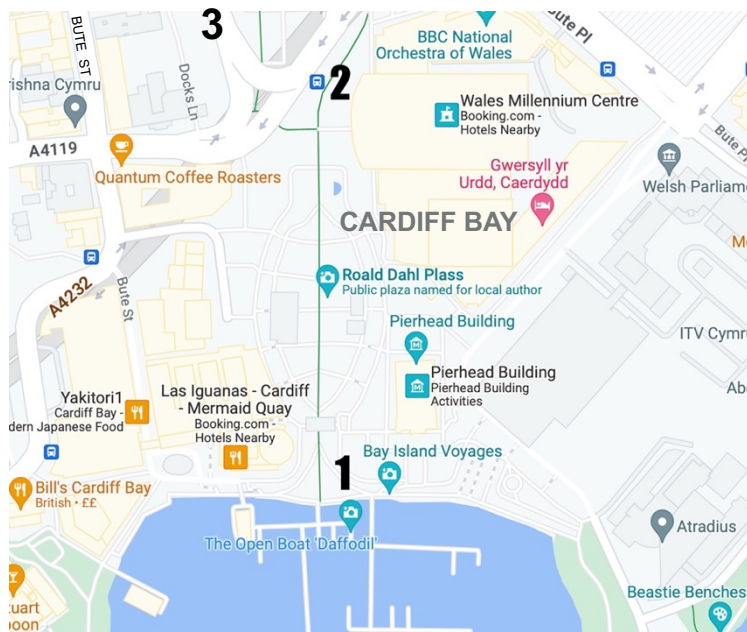 3
BUTE ST
BBC National
Orchestra of Wales
Bute Pl
2
Docks Ln
rishna Cymru
Wales Millennium Centre
Booking.com -
Hotels Nearby
A4119
Quantum Coffee Roasters
Gwersyll yr
Urdd, Caerdydd
Bute Pl
Welsh Parliame
CARDIFF BAY
Roald Dahl Plass
Public plaza named for local author
A4232
Bute St
Pierhead Building
ITV Cymr
Pierhead Building
Pierhead Building
Activities
Yakitori1
Cardiff Bay -
dern Japanese Food
Las Iguanas - Cardiff
- Mermaid Quay
Booking.com -
Hotels Nearby
1
Bay Island Voyages
Bill's Cardiff Bay
British • ££
The Open Boat 'Daffodil'
Atradius
Beastie Benches
tuart
oon